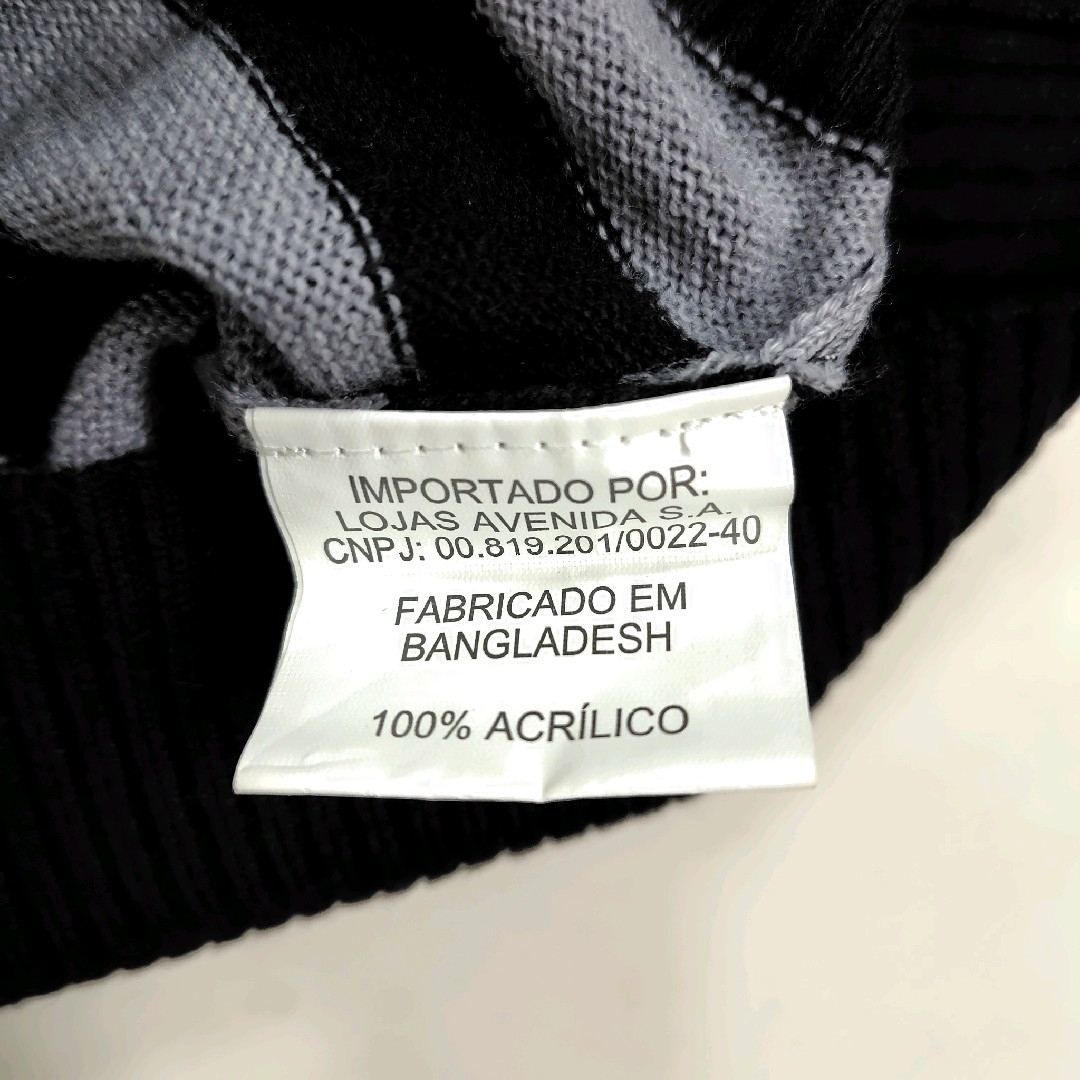 IMPORTADO POR:
LOJAS AVENIDA S.A.
CNPJ: 00.819.201/0022-40
FABRICADO EM
BANGLADESH
100% ACRÍLICO